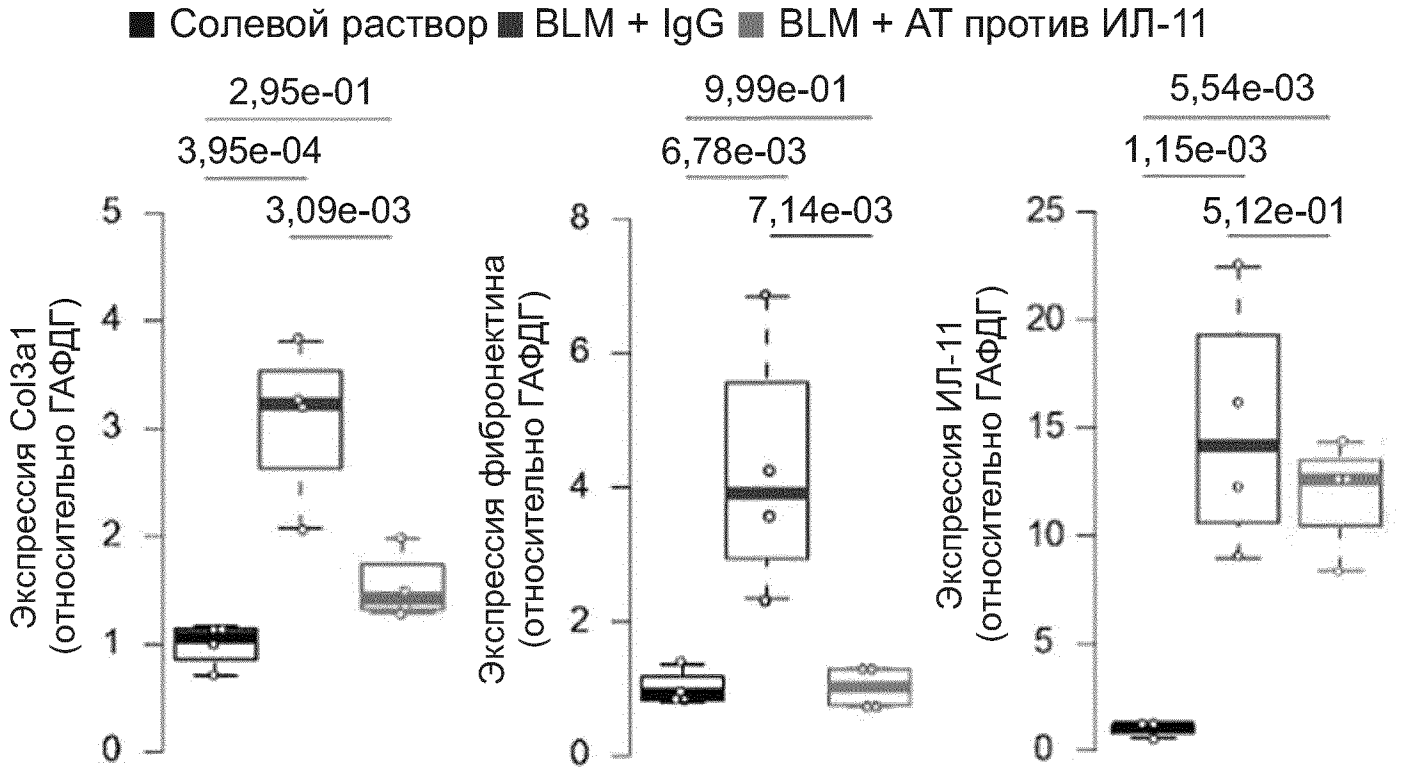 Солевой раствор BLM + IgG BLM + АТ против ИЛ-11
2,95e-01
3,95e-04
3,09e-03
5
4
3
2
1
0
Экспрессия Col3a1
(относительно ГАФДГ)
9,99e-01
6,78e-03
7,14e-03
8
6
4
2
0
Экспрессия фибронектина
(относительно ГАФДГ)
5,54e-03
1,15e-03
5,12e-01
25
20
15
10
5
0
Экспрессия ИЛ-11
(относительно ГАФДГ)